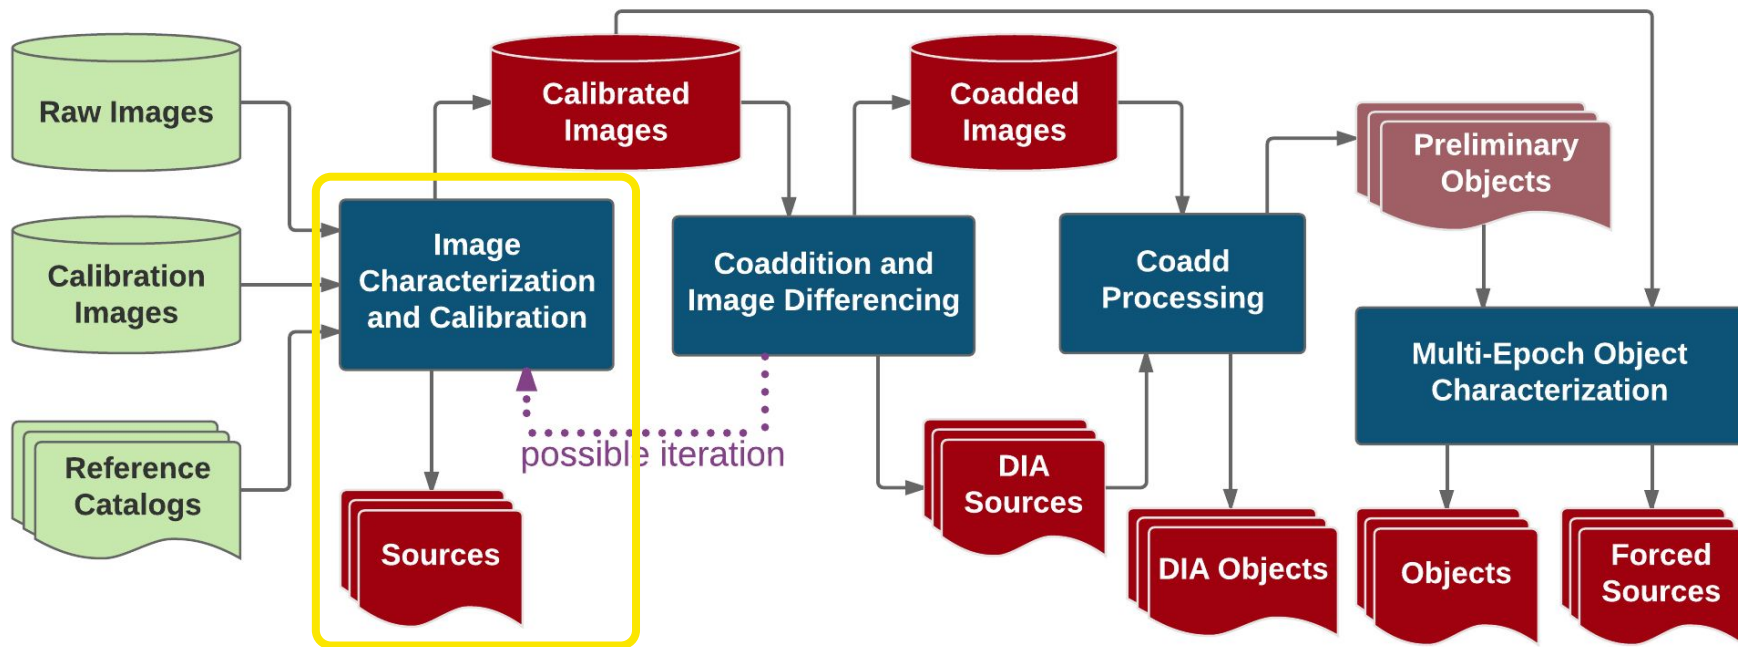 Raw Images
Calibration
Images
Reference
Catalogs
Image
Characterization
and Calibration
Sources
Calibrated
Images
possible iteration
Coaddition and
Image Differencing
Coadded
Images
DIA
Sources
Coadd
Processing
DIA Objects
Preliminary
Objects
Multi-Epoch Object
Characterization
Objects
Forced
Sources